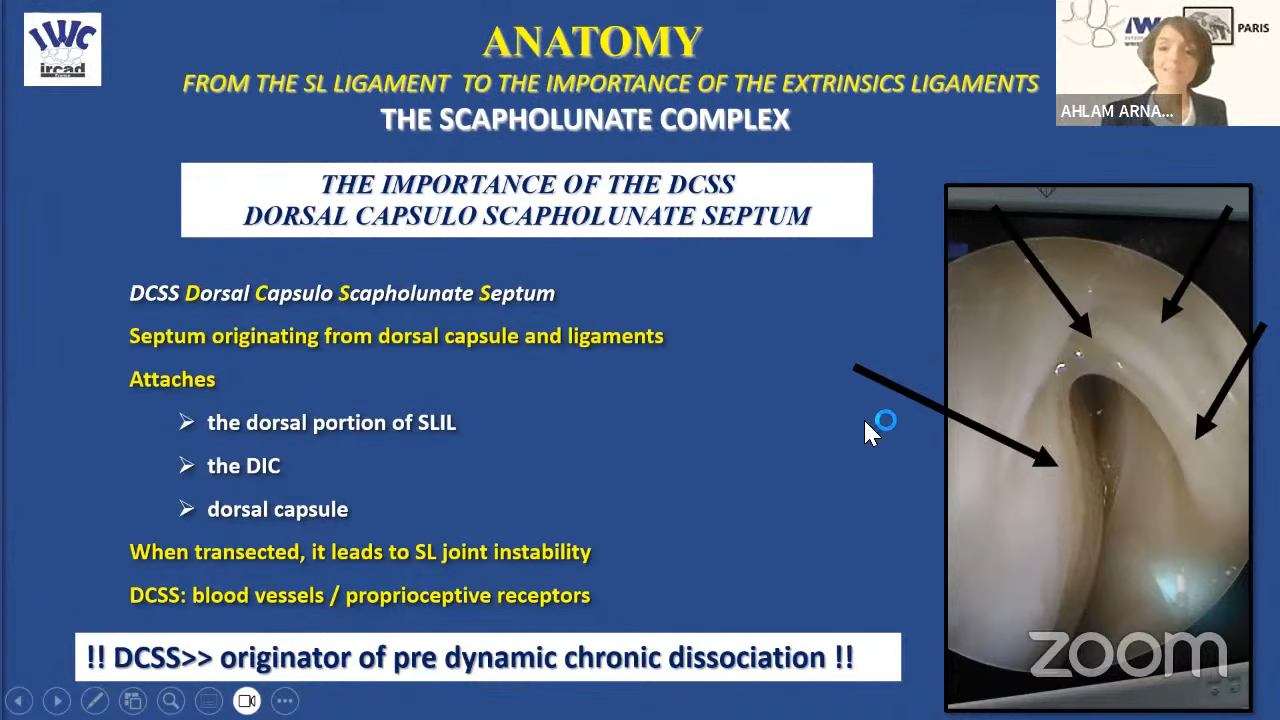 IWC
ircad
France
ANATOMY
FROM THE SL LIGAMENT TO THE IMPORTANCE OF THE EXTRINSICS LIGAMENTS
THE SCAPHOLUNATE COMPLEX
PARIS
AHLAM ARNA...
THE IMPORTANCE OF THE DCSS
DORSAL CAPSULO SCAPHOLUNATE SEPTUM
DCSS Dorsal Capsulo Scapholunate Septum
Septum originating from dorsal capsule and ligaments
Attaches
the dorsal portion of SLIL
the DIC
dorsal capsule
When transected, it leads to SL joint instability
DCSS: blood vessels / proprioceptive receptors
!! DCSS>> originator of pre dynamic chronic dissociation !!
zoom